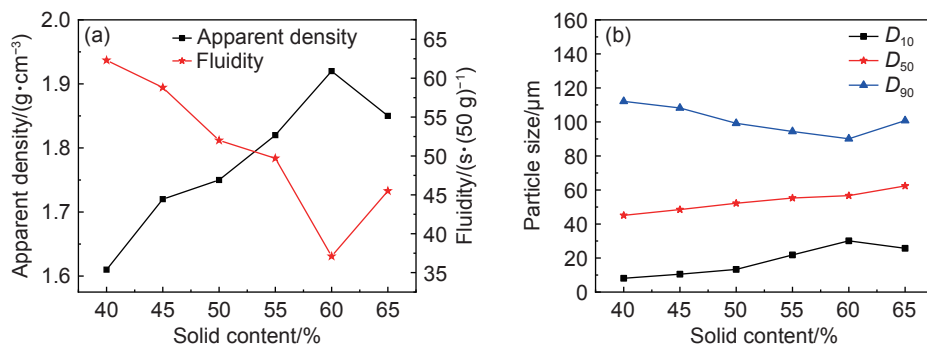 (a)
Apparent density
Fluidity
2.0
1.9
1.8
1.7
1.6
Apparent density/(g·cm⁻³)
65
60
55
50
45
40
35
Fluidity/(s·(50 g)⁻¹)
40 45 50 55 60 65
Solid content/%
(b)
D₁₀
D₅₀
D₉₀
160
140
120
100
80
60
40
20
0
Particle size/μm
40 45 50 55 60 65
Solid content/%